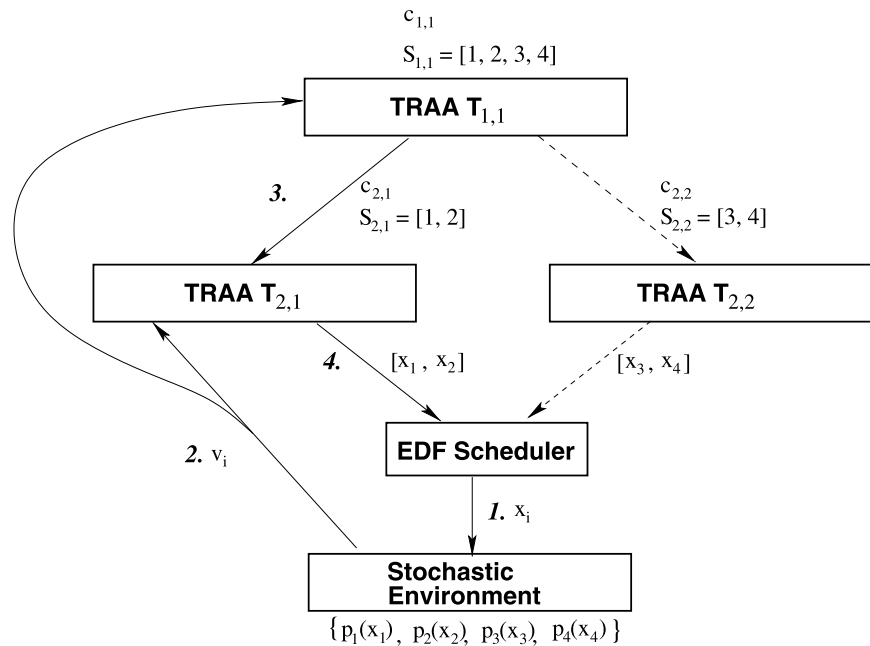 c1,1
S1,1 = [1, 2, 3, 4]
TRAA T1,1
3.
c2,1
S2,1 = [1, 2]
c2,2
S2,2 = [3, 4]
TRAA T2,1
TRAA T2,2
4.
[x1 , x2]
[x3 , x4]
EDF Scheduler
2. vi
1. xi
Stochastic
Environment
{p1(x1), p2(x2), p3(x3), p4(x4)}